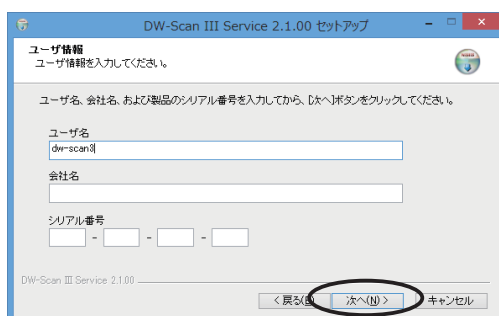 DW-Scan III Service 2.1.00 セットアップ
ユーザ情報
ユーザ情報を入力してください。
ユーザ名、会社名、および製品のシリアル番号を入力してから、[次へ]ボタンをクリックしてください。
ユーザ名
dw-scan3
会社名
シリアル番号
- - -
DW-Scan III Service 2.1.00
< 戻る(B) 次へ(N) > キャンセル